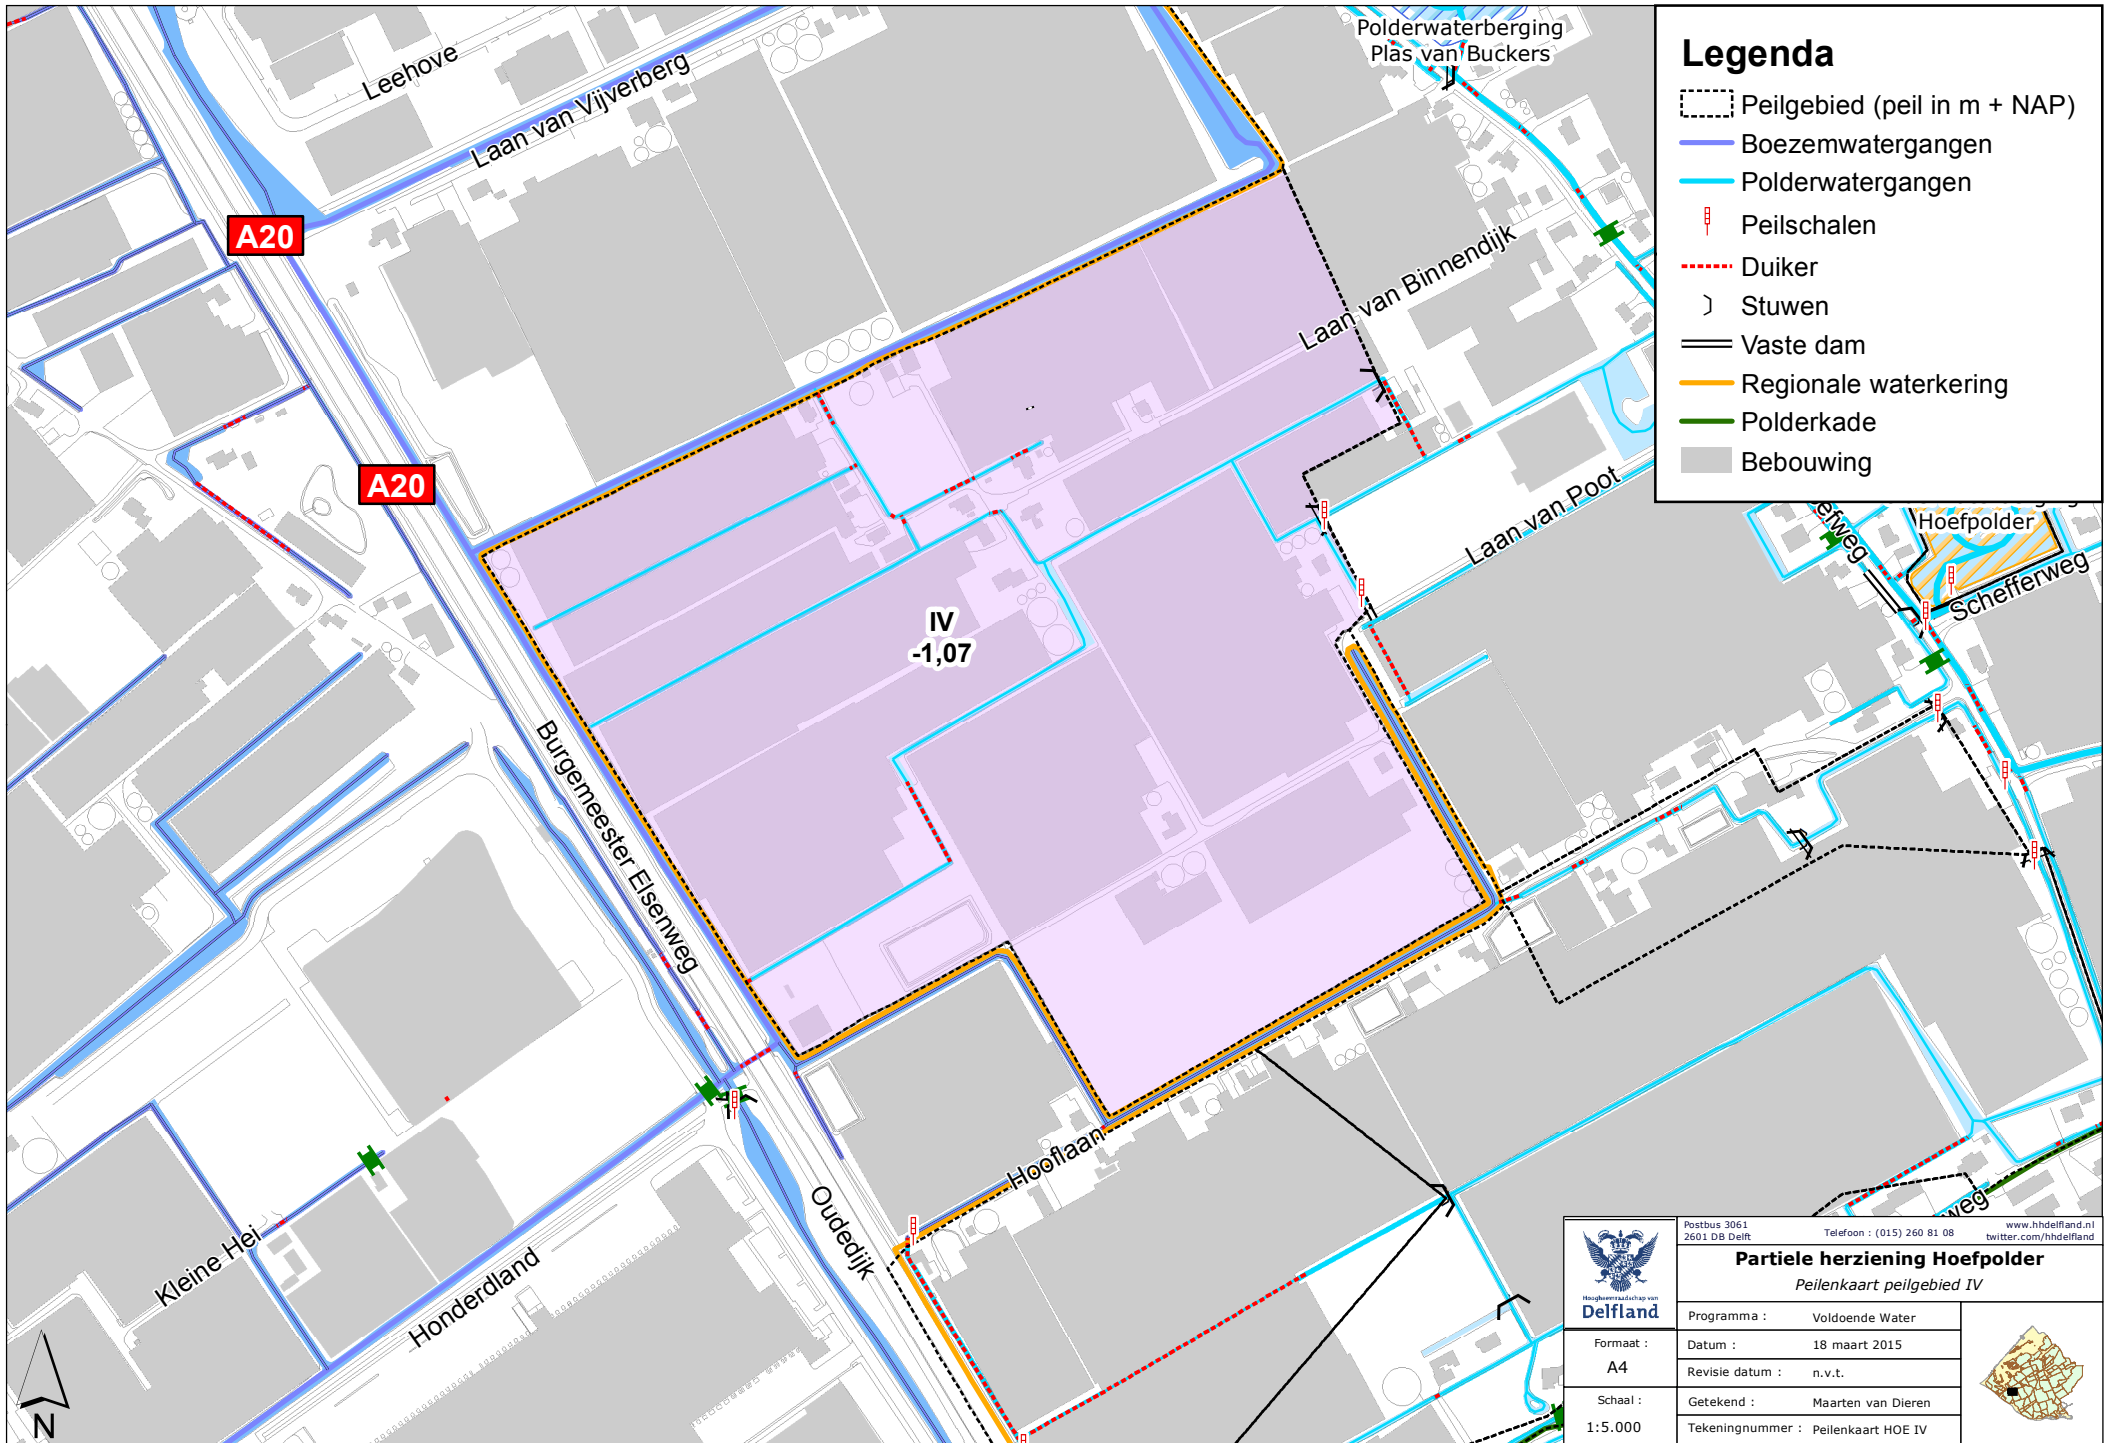 Leehove
Laan van Vijverberg
Polderwaterberging
Plas van Buckers
A20
A20
Laan van Binnendijk
Laan van Poot
Hoefpolder
Schefferweg
IV
-1,07
Burgemeester Elsenweg
Hooflaan
Oudedijk
Kleine Hei
Honderdland
N
Legenda
Peilgebied (peil in m + NAP)
Boezemwatergangen
Polderwatergangen
Peilschalen
Duiker
Stuwen
Vaste dam
Regionale waterkering
Polderkade
Bebouwing
Hoogheemraadschap van
Delfland
Postbus 3061
2601 DB Delft
Telefoon : (015) 260 81 08
www.hhdelfland.nl
twitter.com/hhdelfland
Partiele herziening Hoefpolder
Peilenkaart peilgebied IV
Formaat :
A4
Schaal :
1:5.000
Programma : Voldoende Water
Datum : 18 maart 2015
Revisie datum : n.v.t.
Getekend : Maarten van Dieren
Tekeningnummer : Peilenkaart HOE IV